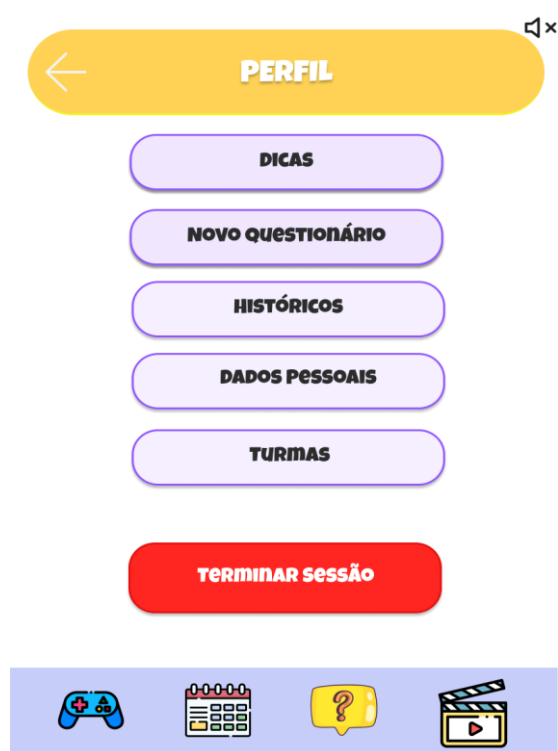 PERFIL
DICAS
NOVO QUESTIONÁRIO
HISTÓRICOS
DADOS PESSOAIS
TURMAS
TERMINAR SESSÃO
?